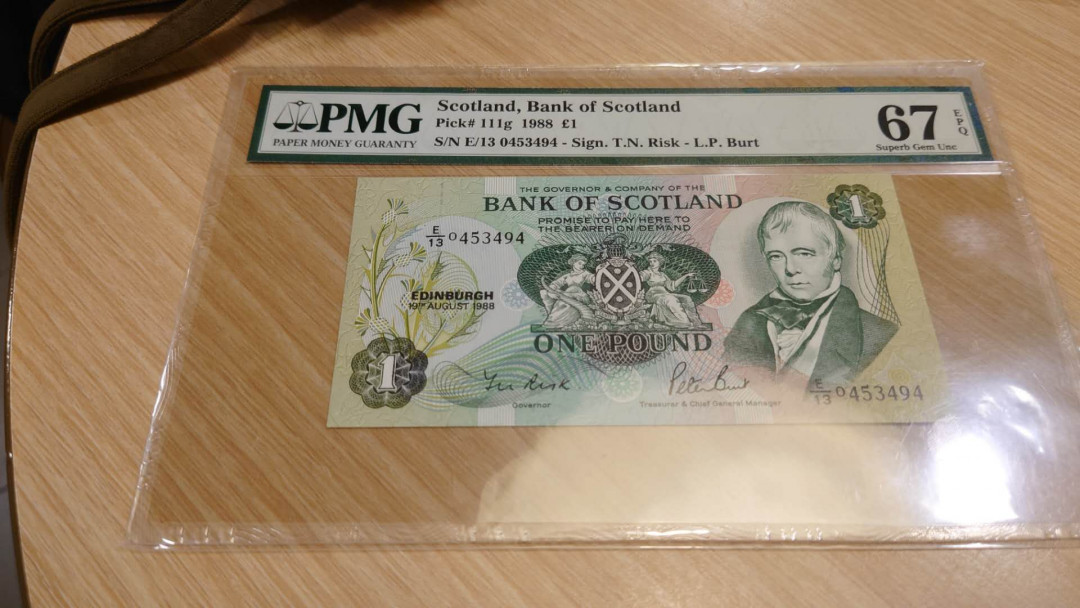 PMG
PAPER MONEY GUARANTY
Scotland, Bank of Scotland
Pick# 111g 1988 £1
S/N E/13 0453494 - Sign. T.N. Risk - L.P. Burt
67
EPQ
Superb Gem Unc
THE GOVERNOR & COMPANY OF THE
BANK OF SCOTLAND
PROMISE TO PAY HERE TO
THE BEARER ON DEMAND
1
E/13 0453494
EDINBURGH
19TH AUGUST 1988
ONE POUND
1
Governor
Peter Burt
Treasurer & Chief General Manager
E/13 0453494